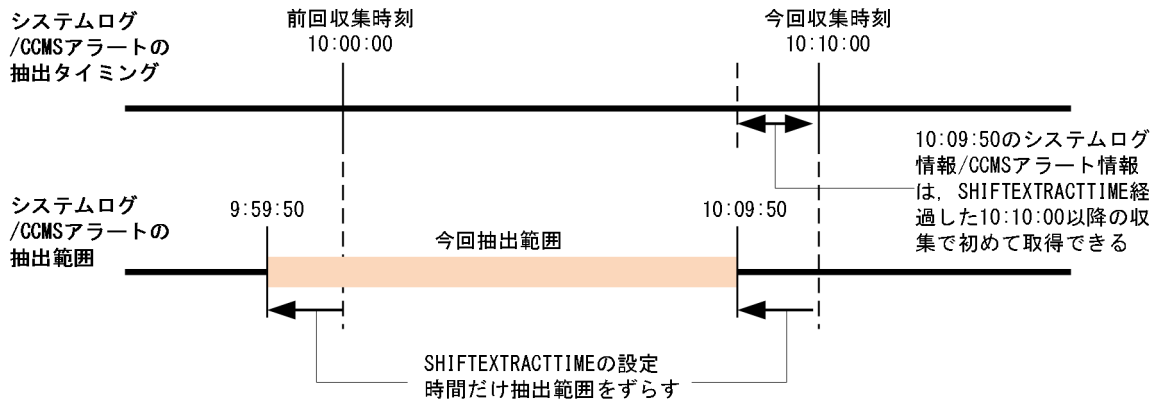 システムログ
/CCMSアラートの
抽出タイミング
前回収集時刻
10:00:00
今回収集時刻
10:10:00
10:09:50のシステムログ
情報/CCMSアラート情報
は，SHIFTEXTRACTTIME経
過した10:10:00以降の収
集で初めて取得できる
システムログ
/CCMSアラートの
抽出範囲
9:59:50
今回抽出範囲
10:09:50
SHIFTEXTRACTTIMEの設定
時間だけ抽出範囲をずらす